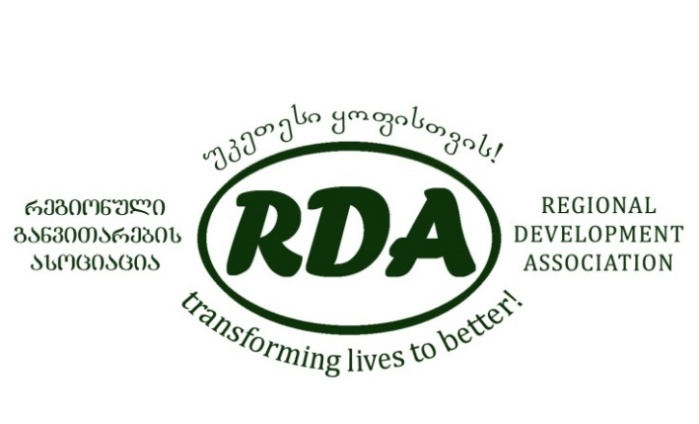 უკეთესი ყოფისთვის!
რეგიონული
განვითარების
ასოციაცია
RDA
REGIONAL
DEVELOPMENT
ASSOCIATION
transforming lives to better!